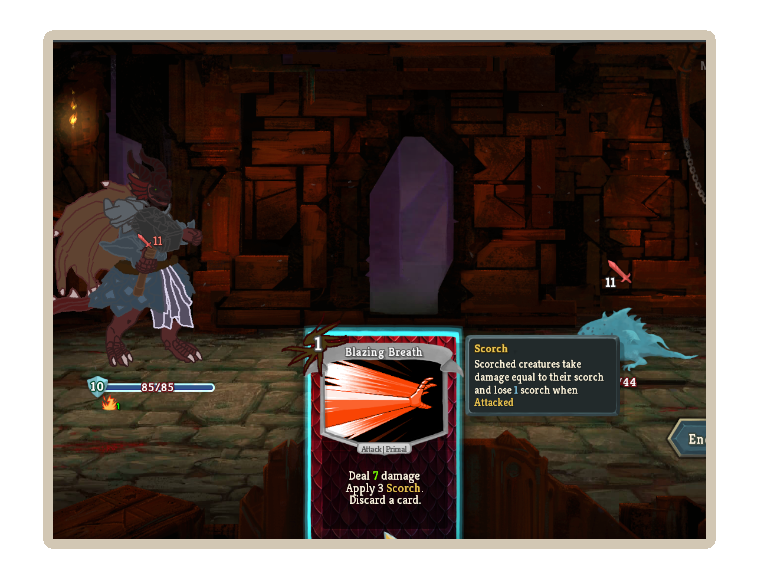 11
11
1
Blazing Breath
Attack | Primal
Deal 7 damage
Apply 3 Scorch.
Discard a card.
Scorch
Scorched creatures take
damage equal to their scorch
and lose 1 scorch when
Attacked
10
85/85
1
/44
En